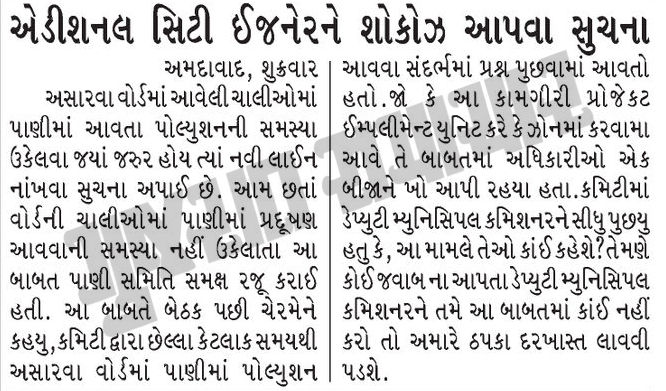 એડીશનલ સિટી ઈજનેરને શોકોઝ આપવા સુચના
અમદાવાદ, શુક્રવાર
અસારવા વોર્ડમાં આવેલી ચાલીઓમાં
પાણીમાં આવતા પોલ્યુશનની સમસ્યા
ઉકેલવા જયાં જરુર હોય ત્યાં નવી લાઈન
નાંખવા સુચના અપાઈ છે. આમ છતાં
વોર્ડની ચાલીઓમાં પાણીમાં પ્રદૂષણ
આવવાની સમસ્યા નહીં ઉકેલાતા આ
બાબત પાણી સમિતિ સમક્ષ રજૂ કરાઈ
હતી. આ બાબતે બેઠક પછી ચેરમેને
કહયુ,કમિટી દ્વારા છેલ્લા કેટલાક સમયથી
અસારવા વોર્ડમાં પાણીમાં પોલ્યુશન
આવવા સંદર્ભમાં પ્રશ્ન પુછવામાં આવતો
હતો.જો કે આ કામગીરી પ્રોજેકટ
ઈમ્પલીમેન્ટ યુનિટ કરે કે ઝોનમાં કરવામા
આવે તે બાબતમાં અધિકારીઓ એક
બીજાને ખો આપી રહયા હતા.કમિટીમાં
ડેપ્યુટી મ્યુનિસિપલ કમિશનરને સીધુ પુછયુ
હતુ કે, આ મામલે તેઓ કાંઈ કહેશે?તેમણે
કોઈ જવાબ ના આપતા ડેપ્યુટી મ્યુનિસિપલ
કમિશનરને તમે આ બાબતમાં કાંઈ નહીં
કરો તો અમારે ઠપકા દરખાસ્ત લાવવી
પડશે.
ગુજરાત સમાચાર